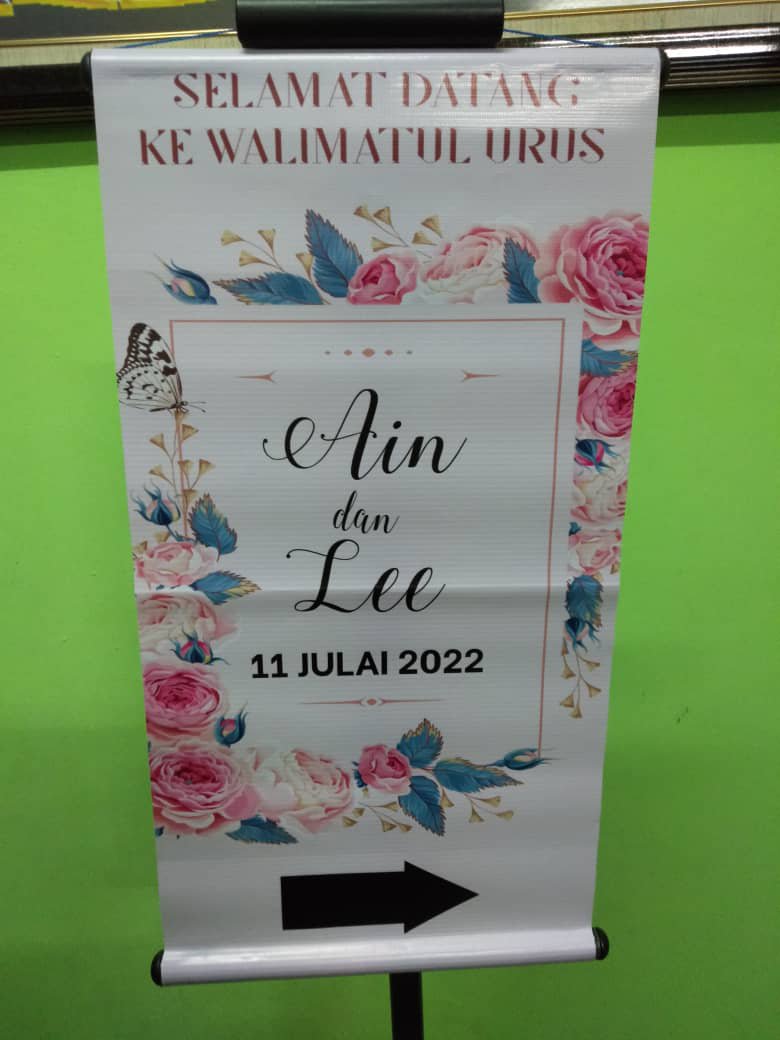 SELAMAT DATANG
KE WALIMATUL URUS
Ain
dan
Lee
11 JULAI 2022